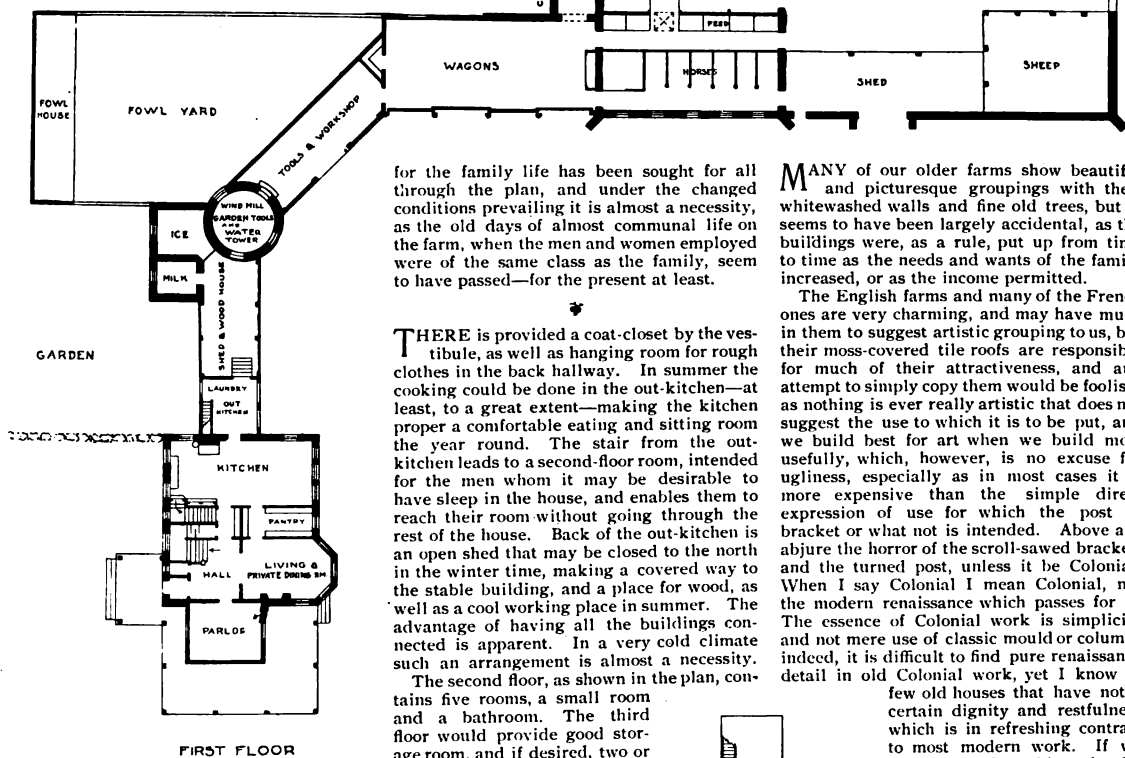 FEED
WAGONS
HORSES
SHED
SHEEP
FOWL
HOUSE
FOWL YARD
TOOLS & WORKSHOP
WIND MILL
GARDEN TOOLS
AND
WATER
TOWER
ICE
MILK
SHED & WOOD HOUSE
GARDEN
LAUNDRY
OUT
KITCHEN
KITCHEN
PANTRY
LIVING &
PRIVATE DINING RM
HALL
PARLOR
FIRST FLOOR
for the family life has been sought for all
through the plan, and under the changed
conditions prevailing it is almost a necessity,
as the old days of almost communal life on
the farm, when the men and women employed
were of the same class as the family, seem
to have passed—for the present at least.
THERE is provided a coat-closet by the ves-
tibule, as well as hanging room for rough
clothes in the back hallway. In summer the
cooking could be done in the out-kitchen—at
least, to a great extent—making the kitchen
proper a comfortable eating and sitting room
the year round. The stair from the out-
kitchen leads to a second-floor room, intended
for the men whom it may be desirable to
have sleep in the house, and enables them to
reach their room without going through the
rest of the house. Back of the out-kitchen is
an open shed that may be closed to the north
in the winter time, making a covered way to
the stable building, and a place for wood, as
well as a cool working place in summer. The
advantage of having all the buildings con-
nected is apparent. In a very cold climate
such an arrangement is almost a necessity.
The second floor, as shown in the plan, con-
tains five rooms, a small room
and a bathroom. The third
floor would provide good stor-
age room, and if desired, two or
MANY of our older farms show beautif
and picturesque groupings with the
whitewashed walls and fine old trees, but
seems to have been largely accidental, as t
buildings were, as a rule, put up from tim
to time as the needs and wants of the fami
increased, or as the income permitted.
The English farms and many of the Fren
ones are very charming, and may have mu
in them to suggest artistic grouping to us, b
their moss-covered tile roofs are responsib
for much of their attractiveness, and a
attempt to simply copy them would be foolis
as nothing is ever really artistic that does n
suggest the use to which it is to be put, a
we build best for art when we build mo
usefully, which, however, is no excuse f
ugliness, especially as in most cases it
more expensive than the simple dire
expression of use for which the post
bracket or what not is intended. Above a
abjure the horror of the scroll-sawed bracke
and the turned post, unless it be Colonia
When I say Colonial I mean Colonial, n
the modern renaissance which passes for
The essence of Colonial work is simplici
and not mere use of classic mould or colum
indeed, it is difficult to find pure renaissan
detail in old Colonial work, yet I know
few old houses that have not
certain dignity and restfulne
which is in refreshing contra
to most modern work. If